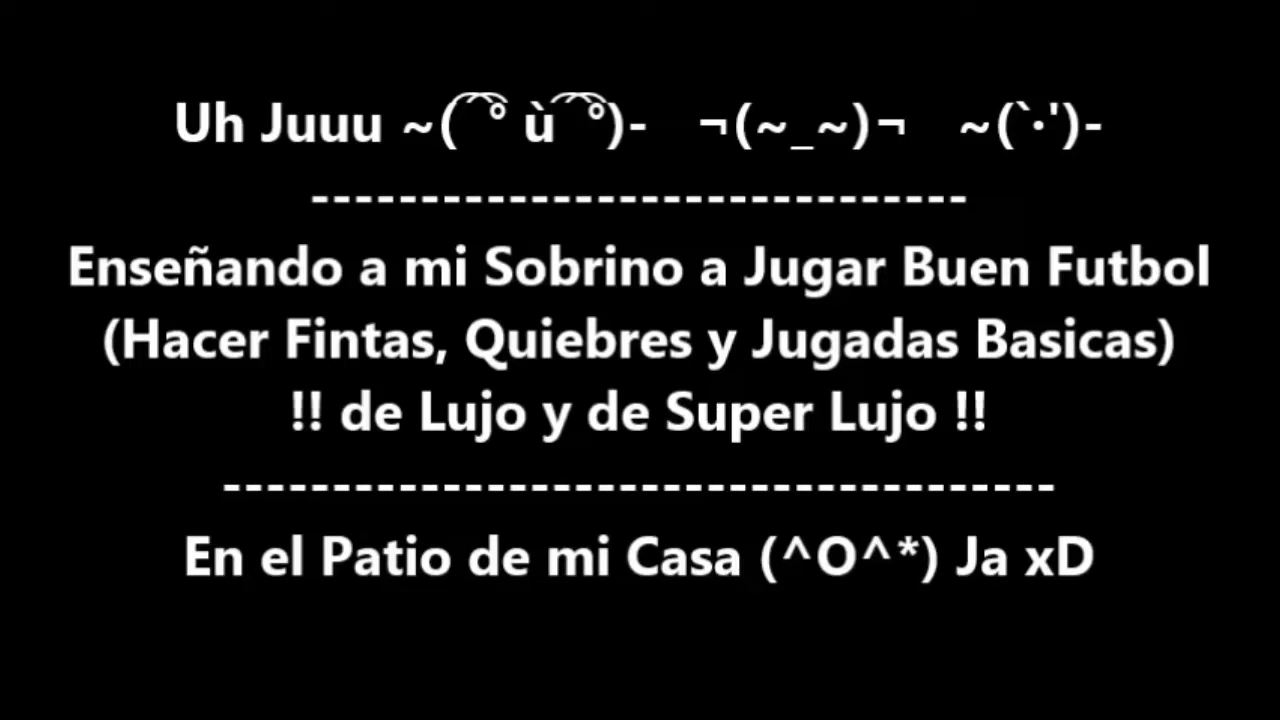 Uh Juuu ~(͡ ͡° ù ͡ ͡°)- ¬(~_~)¬ ~(`·')-
------------------------------
Enseñando a mi Sobrino a Jugar Buen Futbol
(Hacer Fintas, Quiebres y Jugadas Basicas)
!! de Lujo y de Super Lujo !!
--------------------------------------
En el Patio de mi Casa (^O^*) Ja xD